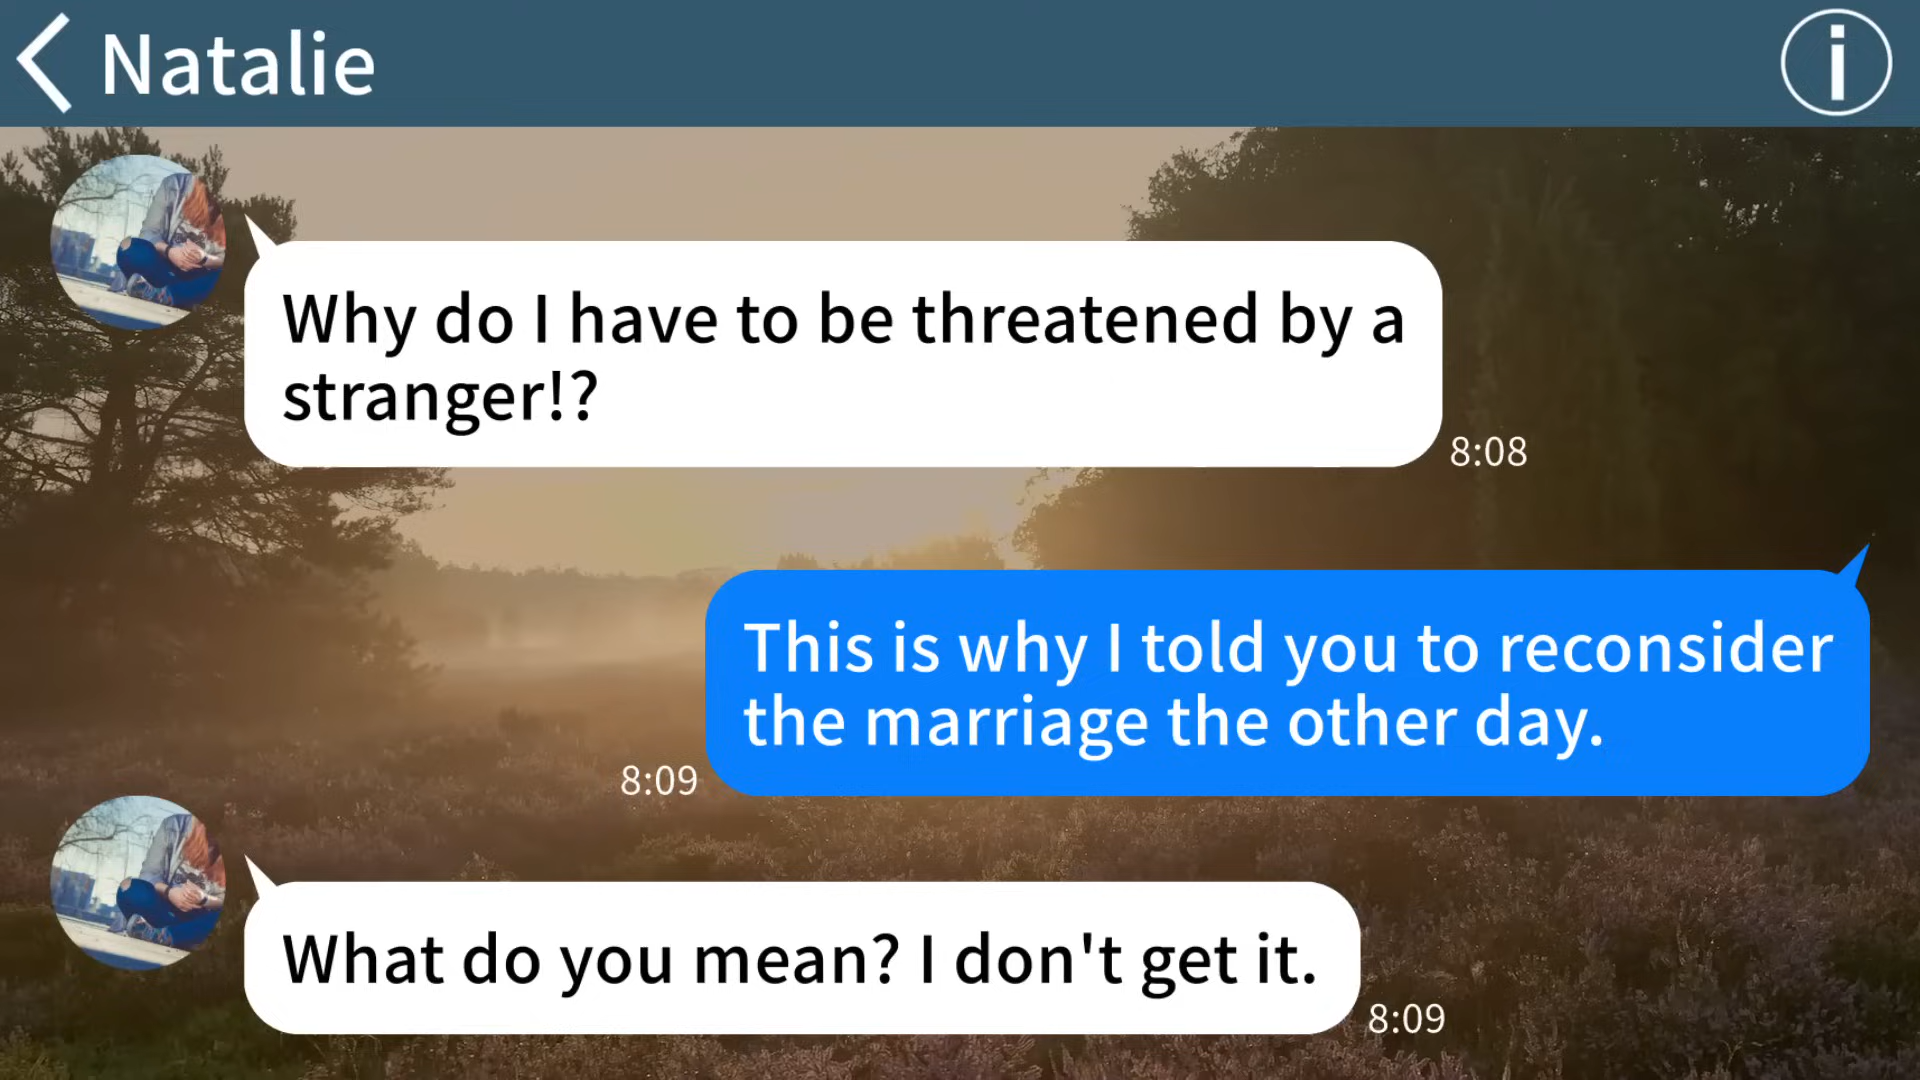 Natalie
Why do I have to be threatened by a
stranger!?
8:08
This is why I told you to reconsider
the marriage the other day.
8:09
What do you mean? I don't get it.
8:09